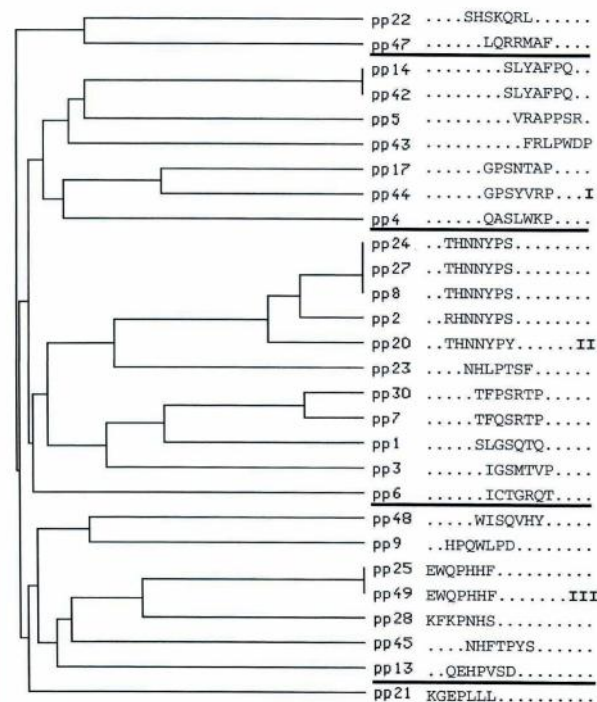 pp22 ....SHSKQRL......
pp47 ......LQRRMAF....
pp14 ........SLYAFPQ..
pp42 ........SLYAFPQ..
pp5 .........VRAPPSR.
pp43 ..........FRLPWDP
pp17 ......GPSNTAP....
pp44 ......GPSYVRP...I
pp4 ......QASLWKP....
pp24 ..THNNYPS........
pp27 ..THNNYPS........
pp8 ..THNNYPS........
pp2 ..RHNNYPS........
pp20 ..THNNYPY......II
pp23 ....NHLPTSF......
pp30 .....TFPSRTP.....
pp7 .....TFQSRTP.....
pp1 .....SLGSQTQ.....
pp3 ......IGSMTVP....
pp6 ......ICTGRQT....
pp48 .....WISQVHY.....
pp9 ..HPQWLPD........
pp25 EWQPHHF..........
pp49 EWQPHHF.......III
pp28 KFKPNHS..........
pp45 ....NHFTPYS......
pp13 ..QEHPVSD........
pp21 KGEPLLL..........